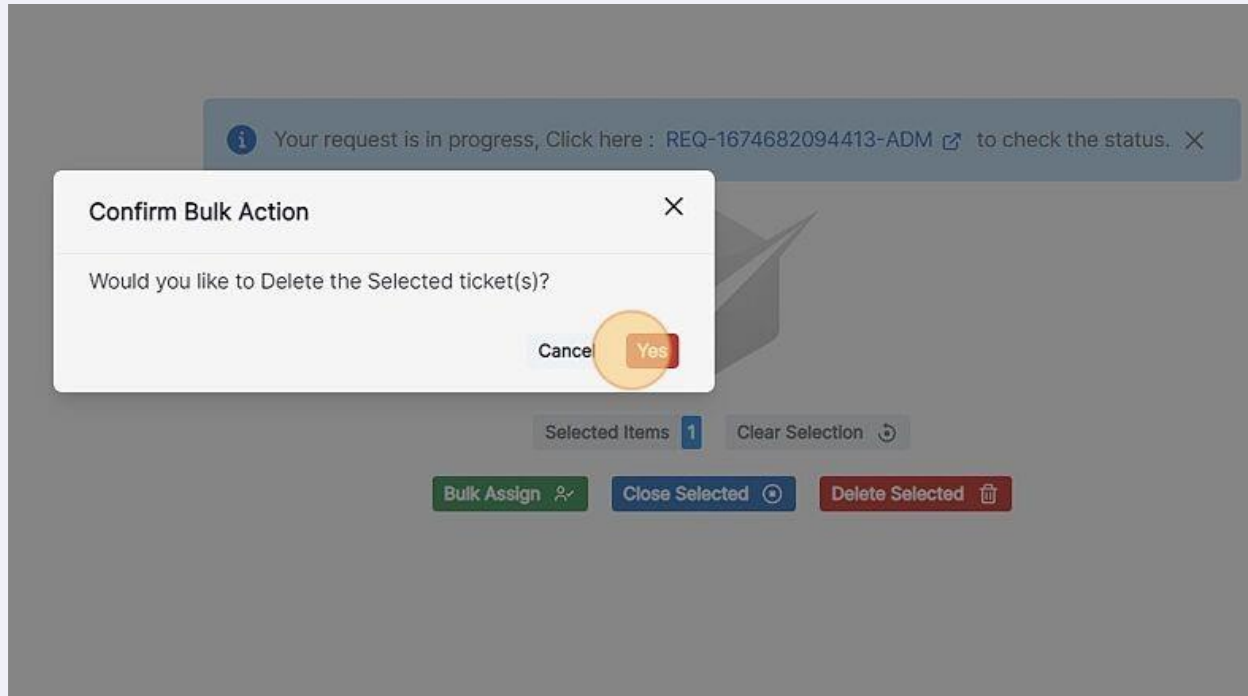 Your request is in progress, Click here : REQ-1674682094413-ADM to check the status.
Confirm Bulk Action
Would you like to Delete the Selected ticket(s)?
Cancel Yes
Selected Items 1 Clear Selection
Bulk Assign Close Selected Delete Selected